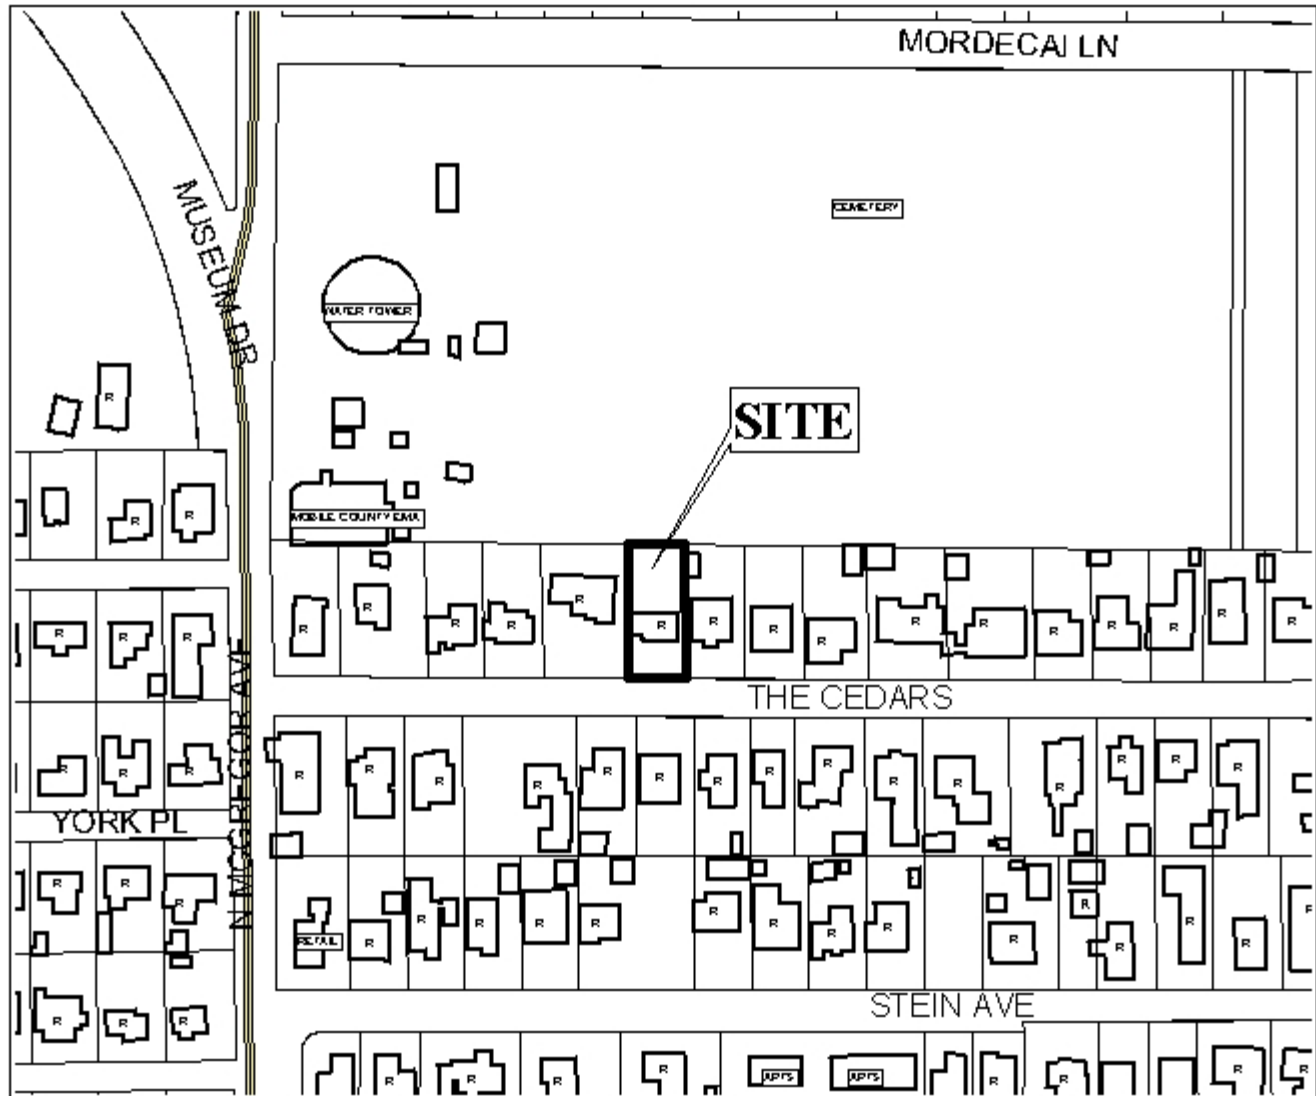 MORDECAI LN
CEMETERY
MUSEUM DR
WATER TOWER
SITE
MOBILE COUNTY EMA
THE CEDARS
N MCGREGOR AVE
YORK PL
RETAIL
STEIN AVE
APTS
APTS
R
R R R
R R R R R R R R R R R R R R R R
R R R
R R R R R R R R R R R R R R
R R R
R R R
R R R R R R R R R R R R R R
R R R
R R R R R R R R